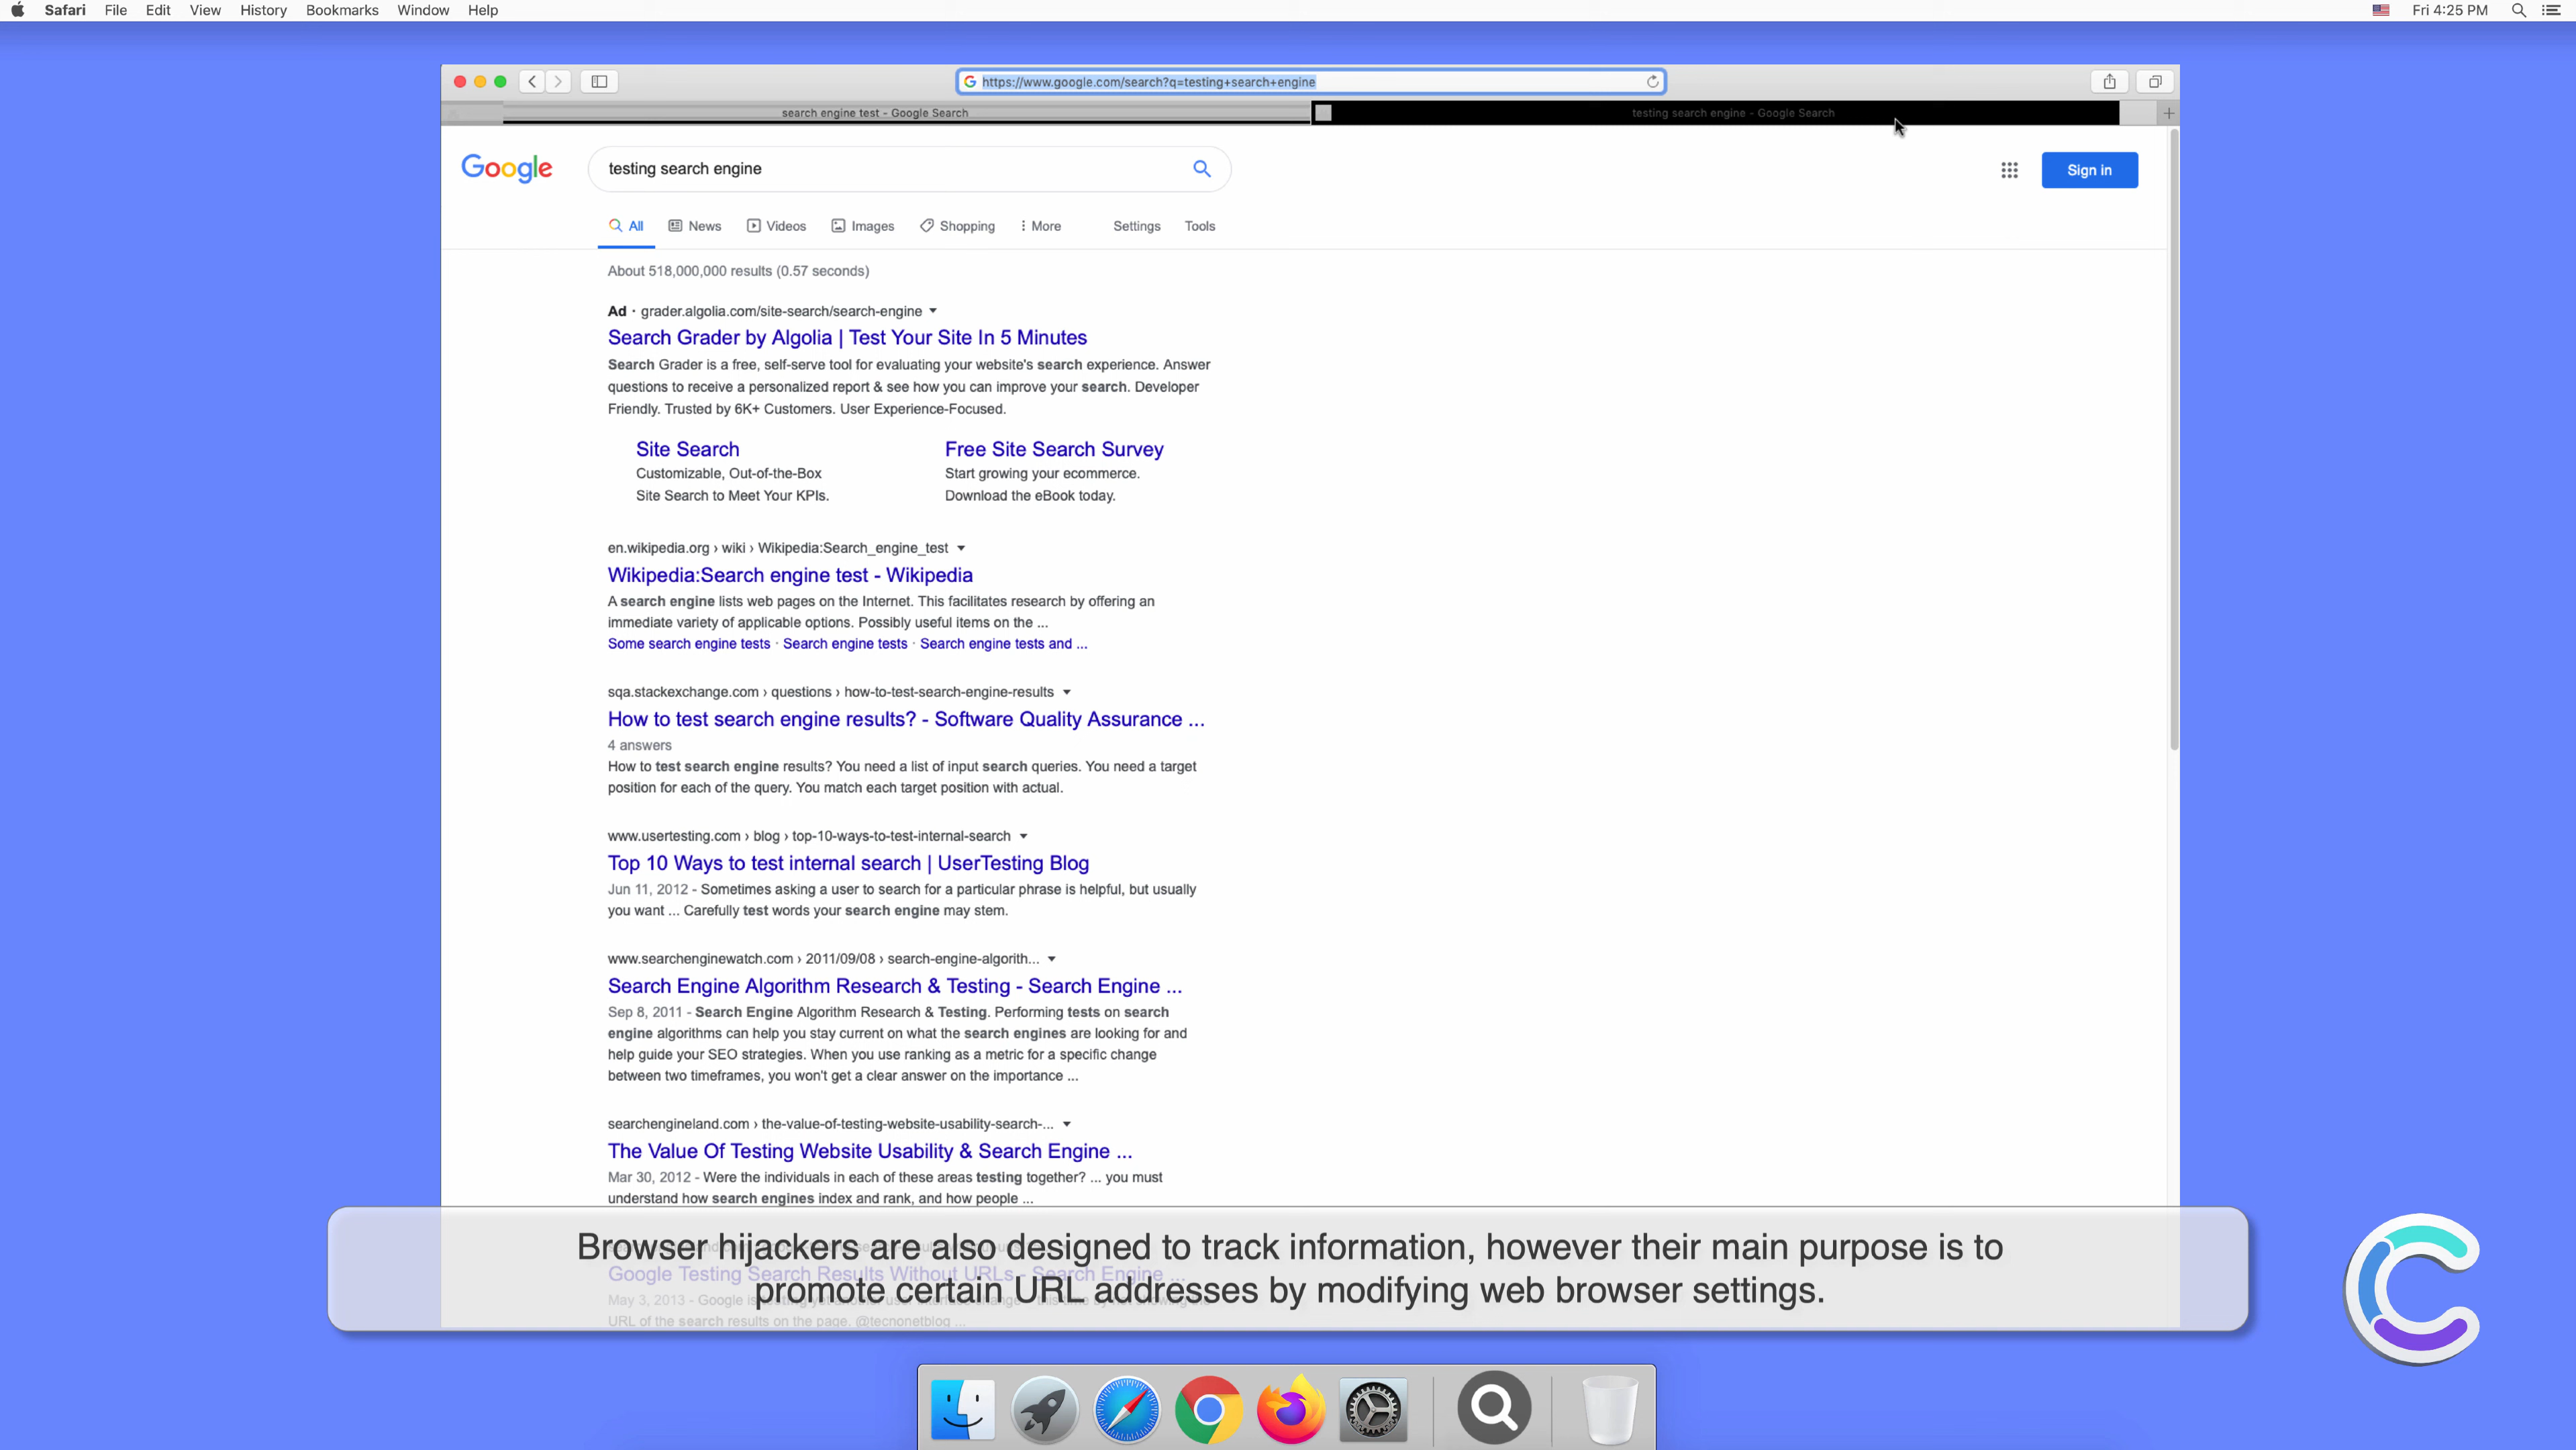 Safari File Edit View History Bookmarks Window Help Fri 4:25 PM
https://www.google.com/search?q=testing+search+engine
search engine test - Google Search
testing search engine - Google Search
Google testing search engine Sign in
All News Videos Images Shopping More Settings Tools
About 518,000,000 results (0.57 seconds)
Ad · grader.algolia.com/site-search/search-engine
Search Grader by Algolia | Test Your Site In 5 Minutes
Search Grader is a free, self-serve tool for evaluating your website's search experience. Answer
questions to receive a personalized report & see how you can improve your search. Developer
Friendly. Trusted by 6K+ Customers. User Experience-Focused.
Site Search
Customizable, Out-of-the-Box
Site Search to Meet Your KPIs.
Free Site Search Survey
Start growing your ecommerce.
Download the eBook today.
en.wikipedia.org › wiki › Wikipedia:Search_engine_test
Wikipedia:Search engine test - Wikipedia
A search engine lists web pages on the Internet. This facilitates research by offering an
immediate variety of applicable options. Possibly useful items on the ...
Some search engine tests · Search engine tests · Search engine tests and ...
sqa.stackexchange.com › questions › how-to-test-search-engine-results
How to test search engine results? - Software Quality Assurance ...
4 answers
How to test search engine results? You need a list of input search queries. You need a target
position for each of the query. You match each target position with actual.
www.usertesting.com › blog › top-10-ways-to-test-internal-search
Top 10 Ways to test internal search | UserTesting Blog
Jun 11, 2012 - Sometimes asking a user to search for a particular phrase is helpful, but usually
you want ... Carefully test words your search engine may stem.
www.searchenginewatch.com › 2011/09/08 › search-engine-algorith...
Search Engine Algorithm Research & Testing - Search Engine ...
Sep 8, 2011 - Search Engine Algorithm Research & Testing. Performing tests on search
engine algorithms can help you stay current on what the search engines are looking for and
help guide your SEO strategies. When you use ranking as a metric for a specific change
between two timeframes, you won't get a clear answer on the importance ...
searchengineland.com › the-value-of-testing-website-usability-search-...
The Value Of Testing Website Usability & Search Engine ...
Mar 30, 2012 - Were the individuals in each of these areas testing together? ... you must
understand how search engines index and rank, and how people ...
Browser hijackers are also designed to track information, however their main purpose is to
promote certain URL addresses by modifying web browser settings.
Google Testing Search Results Without URLs - Search Engine ...
May 3, 2013 - Google is
URL of the search results on the page. @tecnonetblog ...